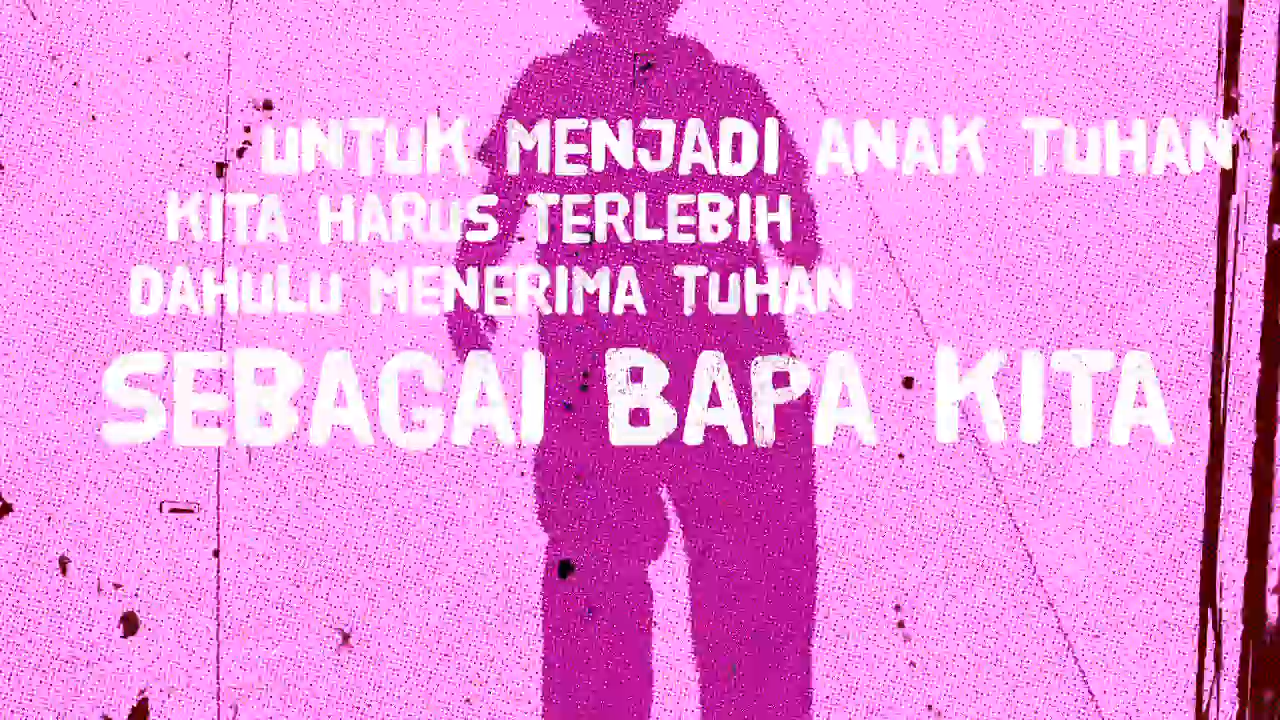 UNTUK MENJADI ANAK TUHAN
KITA HARUS TERLEBIH
DAHULU MENERIMA TUHAN
SEBAGAI BAPA KITA